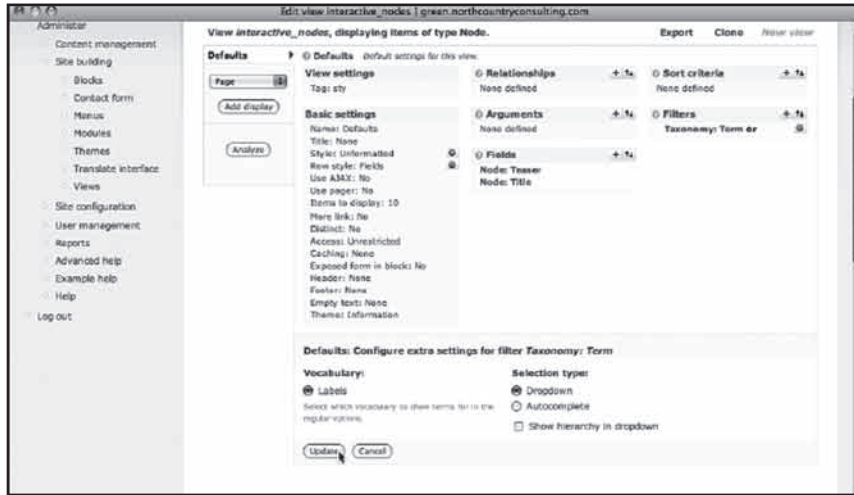 Edit view interactive_nodes | green.northcountryconsulting.com
Administer
Content management
Site building
Blocks
Contact form
Menus
Modules
Themes
Translate interface
Views
Site configuration
User management
Reports
Advanced help
Example help
Help
Log out
View interactive_nodes, displaying items of type Node.
Export Clone New view
Defaults
Page
Add display
Analyze
Defaults Default settings for this view.
View settings
Tag: sty
Basic settings
Name: Defaults
Title: None
Style: Unformatted
Row style: Fields
Use AJAX: No
Use pager: No
Items to display: 10
More link: No
Distinct: No
Access: Unrestricted
Caching: None
Exposed form in block: No
Header: None
Footer: None
Empty text: None
Theme: Information
Relationships
None defined
Arguments
None defined
Fields
Node: Teaser
Node: Title
Sort criteria
None defined
Filters
Taxonomy: Term or
Defaults: Configure extra settings for filter Taxonomy: Term
Vocabulary:
Labels
Select which vocabulary to show terms for in the
regular options.
Selection type:
Dropdown
Autocomplete
Show hierarchy in dropdown
Update Cancel